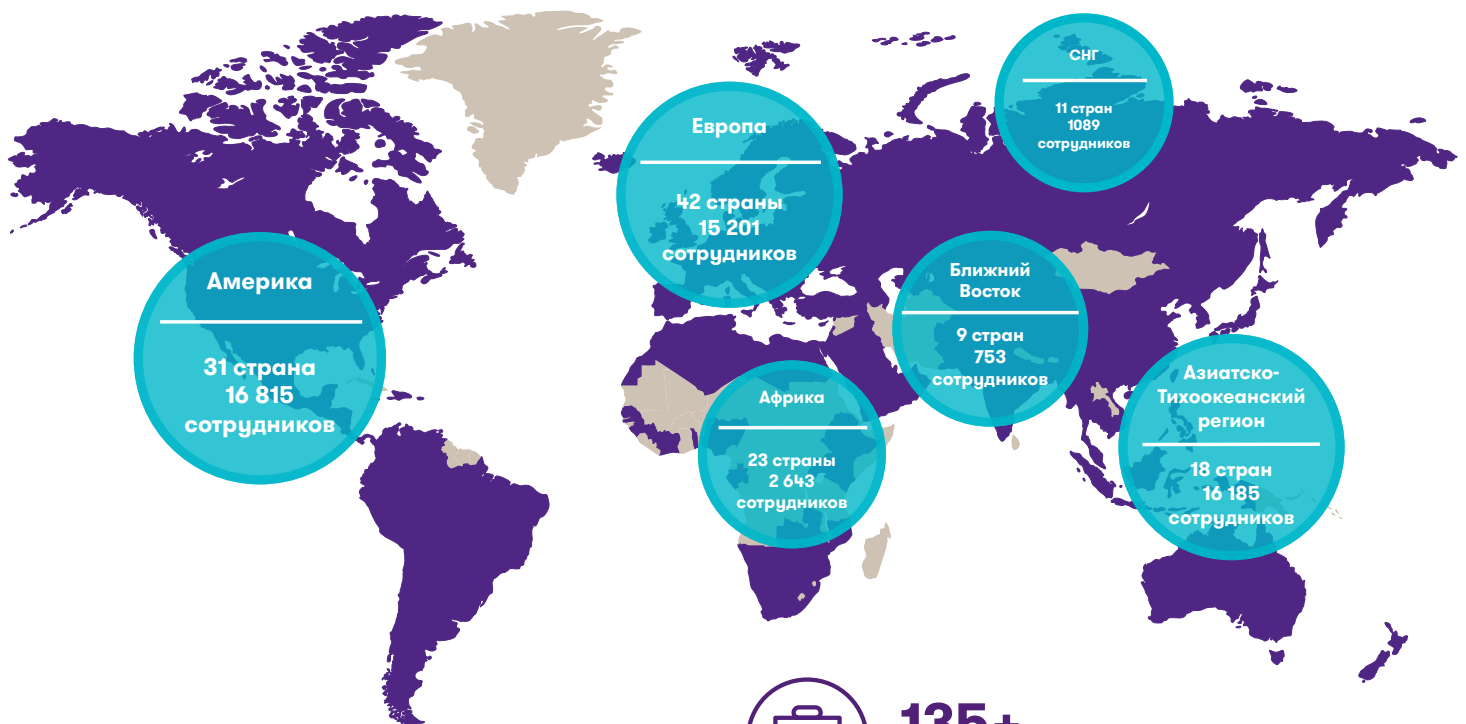 СНГ
11 стран
1089
сотрудников
Европа
42 страны
15 201
сотрудников
Америка
31 страна
16 815
сотрудников
Ближний
Восток
9 стран
753
сотрудников
Африка
23 страны
2 643
сотрудников
Азиатско-
Тихоокеанский
регион
18 стран
16 185
сотрудников
135+